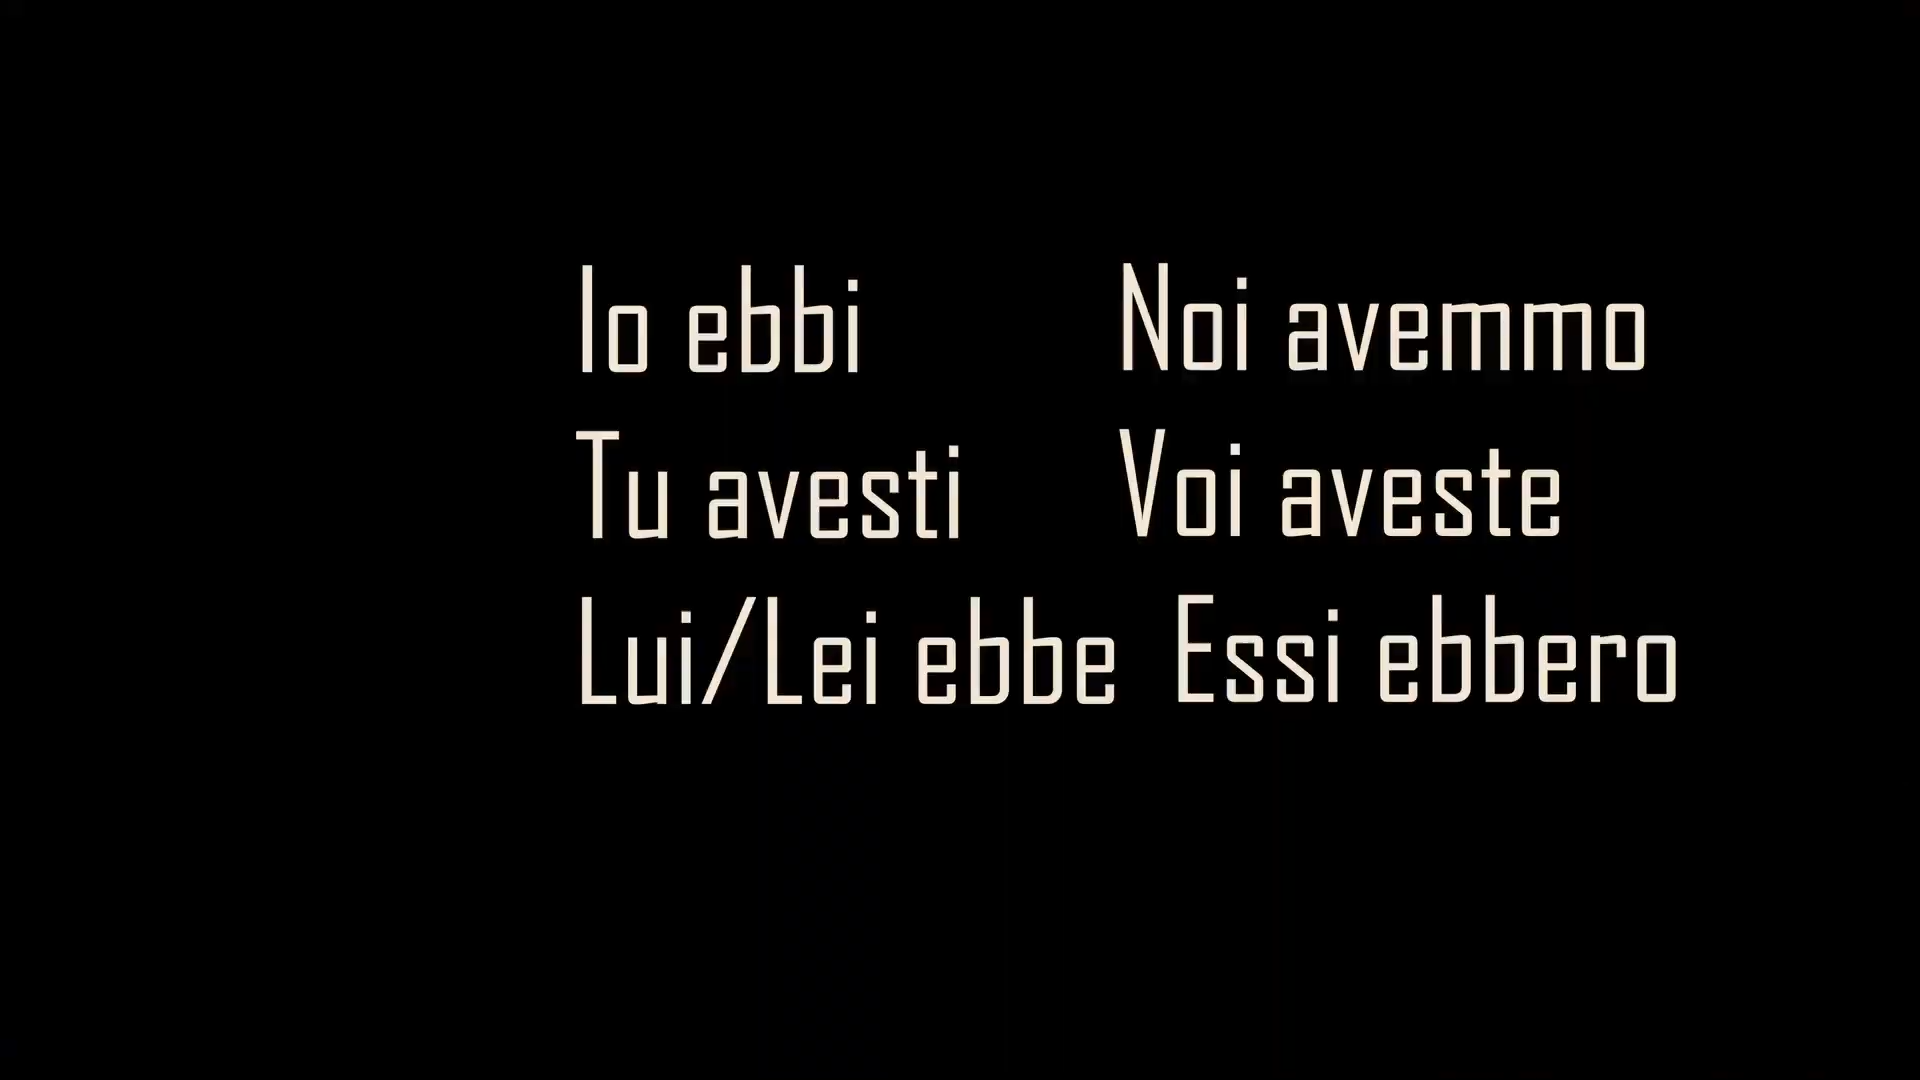 Io ebbi
Tu avesti
Lui/Lei ebbe
Noi avemmo
Voi aveste
Essi ebbero